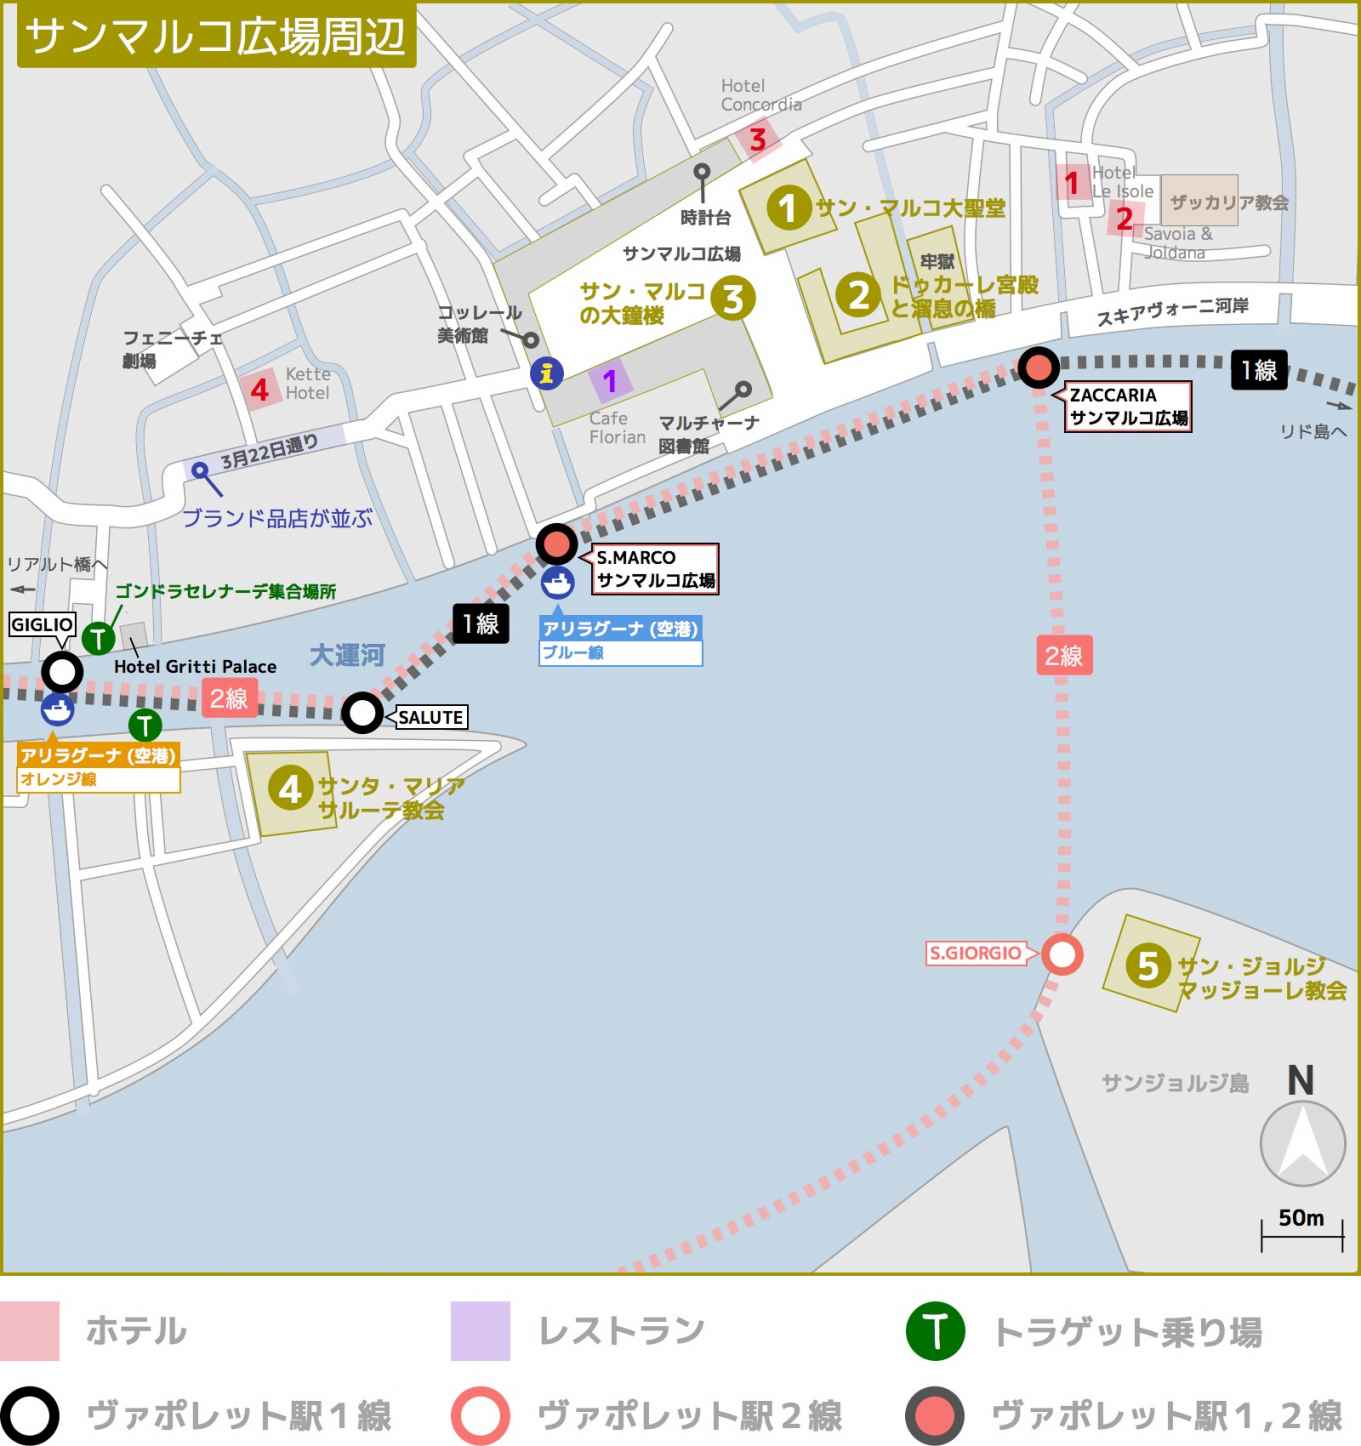 サンマルコ広場周辺
Hotel
Concordia
3
時計台
1
サン・マルコ大聖堂
1
Hotel
Le Isole
2
ザッカリア教会
Savoia &
Joldana
サンマルコ広場
サン・マルコ
の大鐘楼
3
牢獄
2
ドゥカーレ宮殿
と溜息の橋
コッレール
美術館
スキアヴォーニ河岸
フェニーチェ
劇場
4
Kette
Hotel
i
1
Cafe
Florian
マルチャーナ
図書館
ZACCARIA
サンマルコ広場
1線
リド島へ
3月22日通り
ブランド品店が並ぶ
リアルト橋へ
S.MARCO
サンマルコ広場
ゴンドラセレナーデ集合場所
GIGLIO
T
Hotel Gritti Palace
大運河
1線
アリラグーナ (空港)
ブルー線
2線
2線
SALUTE
T
アリラグーナ (空港)
オレンジ線
4
サンタ・マリア
サルーテ教会
S.GIORGIO
5
サン・ジョルジ
マッジョーレ教会
サンジョルジ島
N
50m
ホテル
レストラン
T
トラゲット乗り場
ヴァポレット駅１線
ヴァポレット駅２線
ヴァポレット駅１,２線